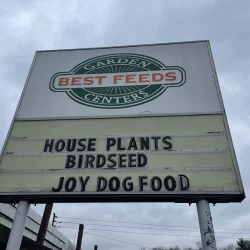 GARDEN
BEST FEEDS
CENTERS
HOUSE PLANTS
BIRDSEED
JOY DOG FOOD